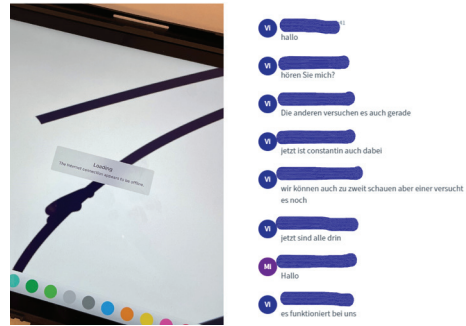 Loading
The Internet connection appears to be offline.
VI
41
hallo
VI
hören Sie mich?
VI
Die anderen versuchen es auch gerade
VI
jetzt ist constantin auch dabei
VI
wir können auch zu zweit schauen aber einer versucht
es noch
VI
jetzt sind alle drin
MI
Hallo
VI
es funktioniert bei uns